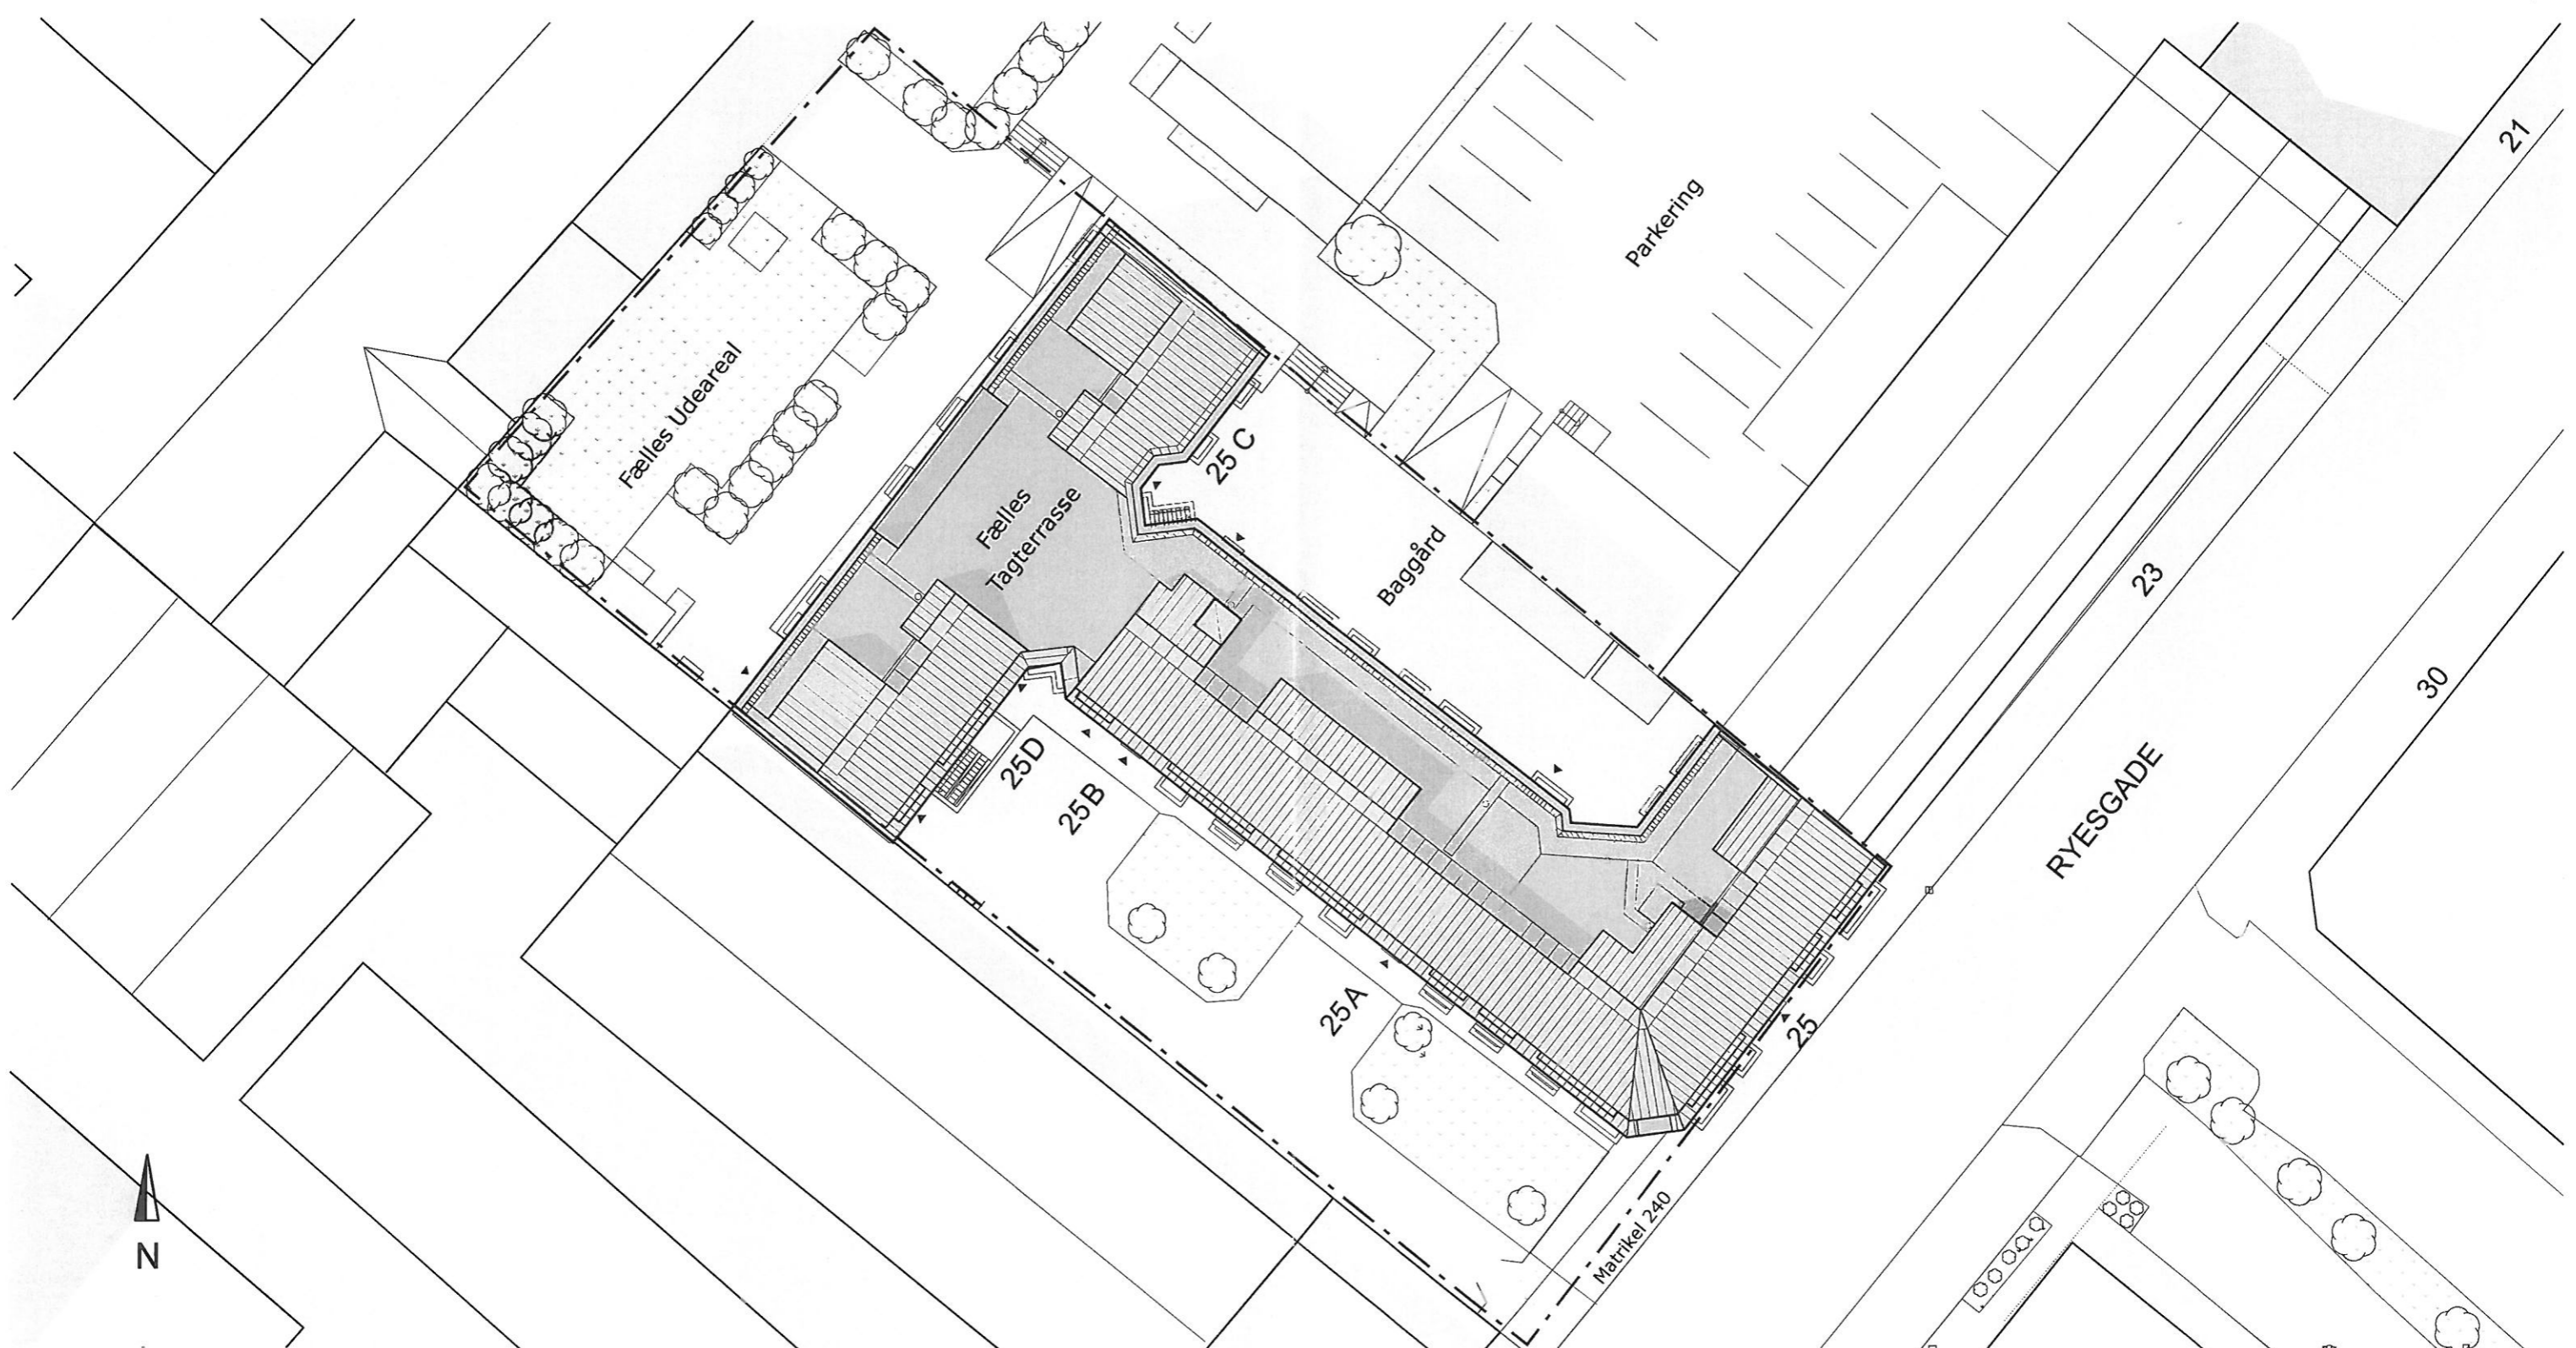 21
Parkering
Fælles Udeareal
25 C
Fælles
Tagterrasse
Baggård
23
30
25D
25B
RYESGADE
25A
25
Matrikel 240
N